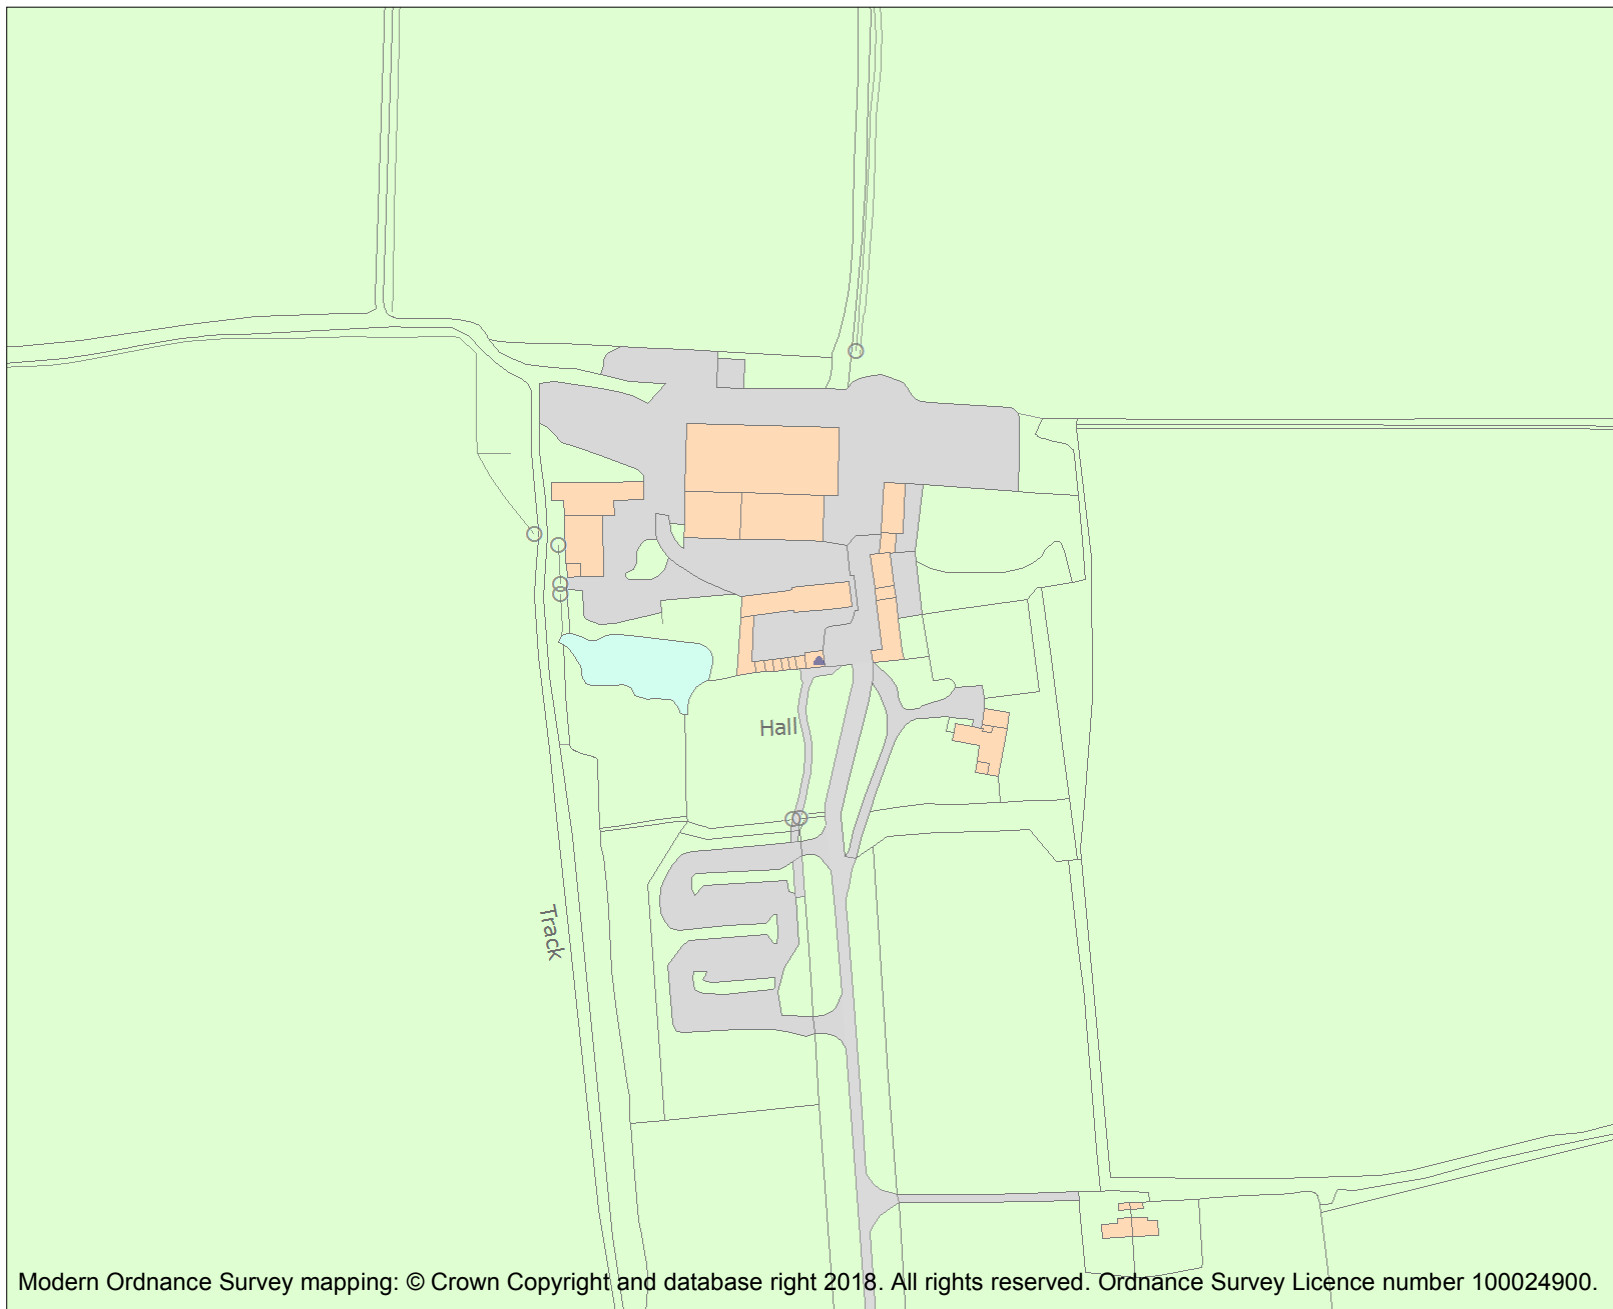 Hall
Track
Modern Ordnance Survey mapping: © Crown Copyright and database right 2018. All rights reserved. Ordnance Survey Licence number 100024900.